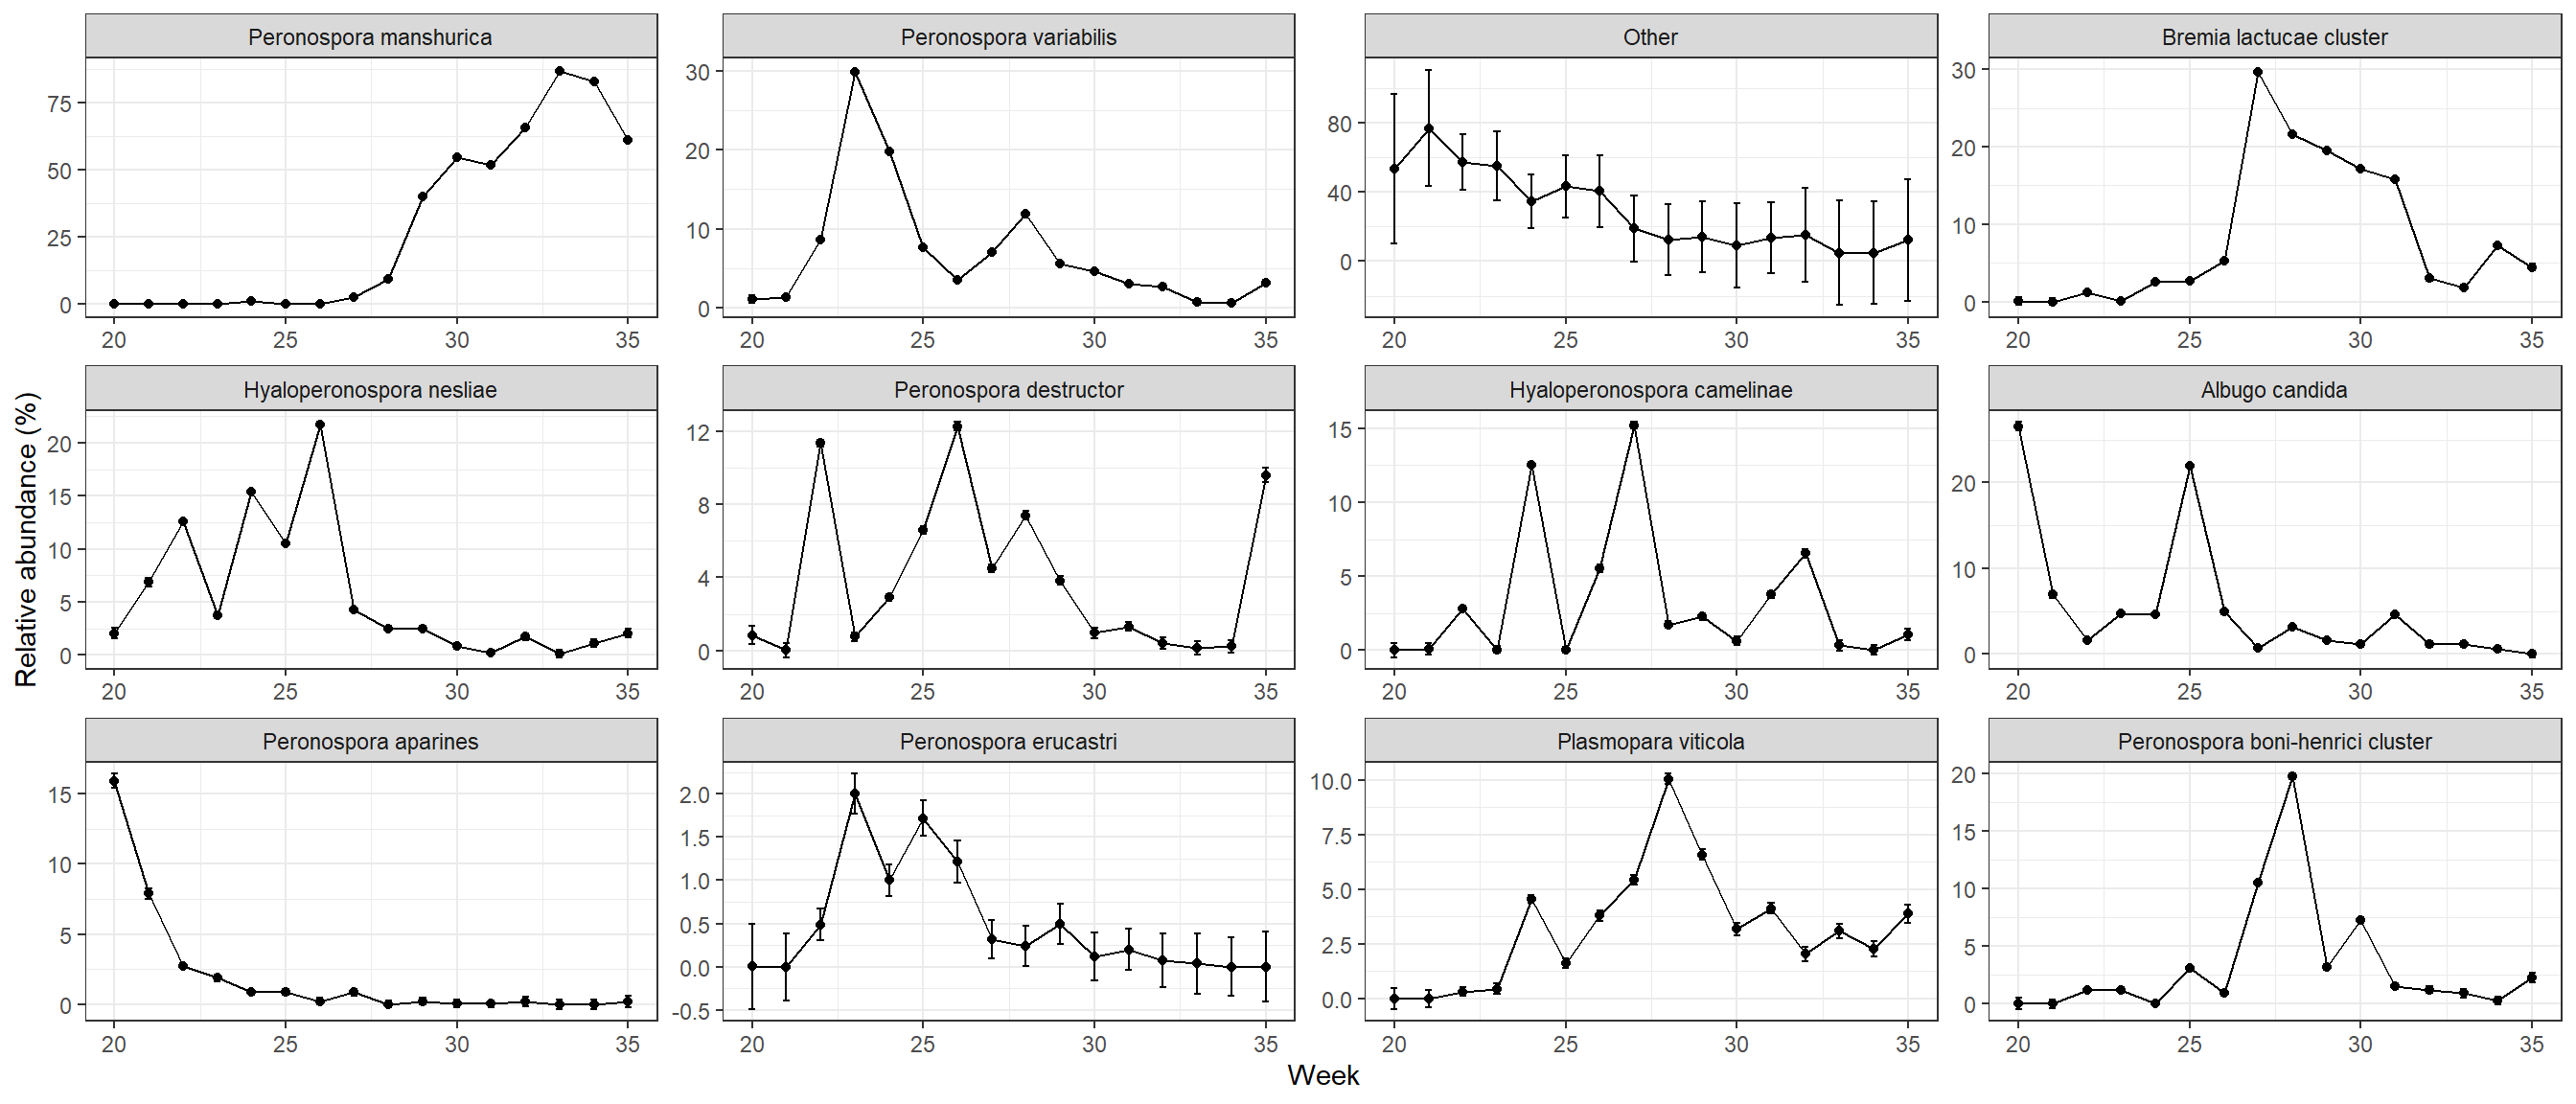 Peronospora manshurica
Peronospora variabilis
Other
Bremia lactucae cluster
75
50
25
0
20 25 30 35
30
20
10
0
20 25 30 35
80
40
0
20 25 30 35
30
20
10
0
20 25 30 35
Relative abundance (%)
Hyaloperonospora nesliae
Peronospora destructor
Hyaloperonospora camelinae
Albugo candida
20
15
10
5
0
20 25 30 35
12
8
4
0
20 25 30 35
15
10
5
0
20 25 30 35
20
10
0
20 25 30 35
Peronospora aparines
Peronospora erucastri
Plasmopara viticola
Peronospora boni-henrici cluster
15
10
5
0
20 25 30 35
2.0
1.5
1.0
0.5
0.0
-0.5
20 25 30 35
10.0
7.5
5.0
2.5
0.0
20 25 30 35
20
15
10
5
0
20 25 30 35
Week